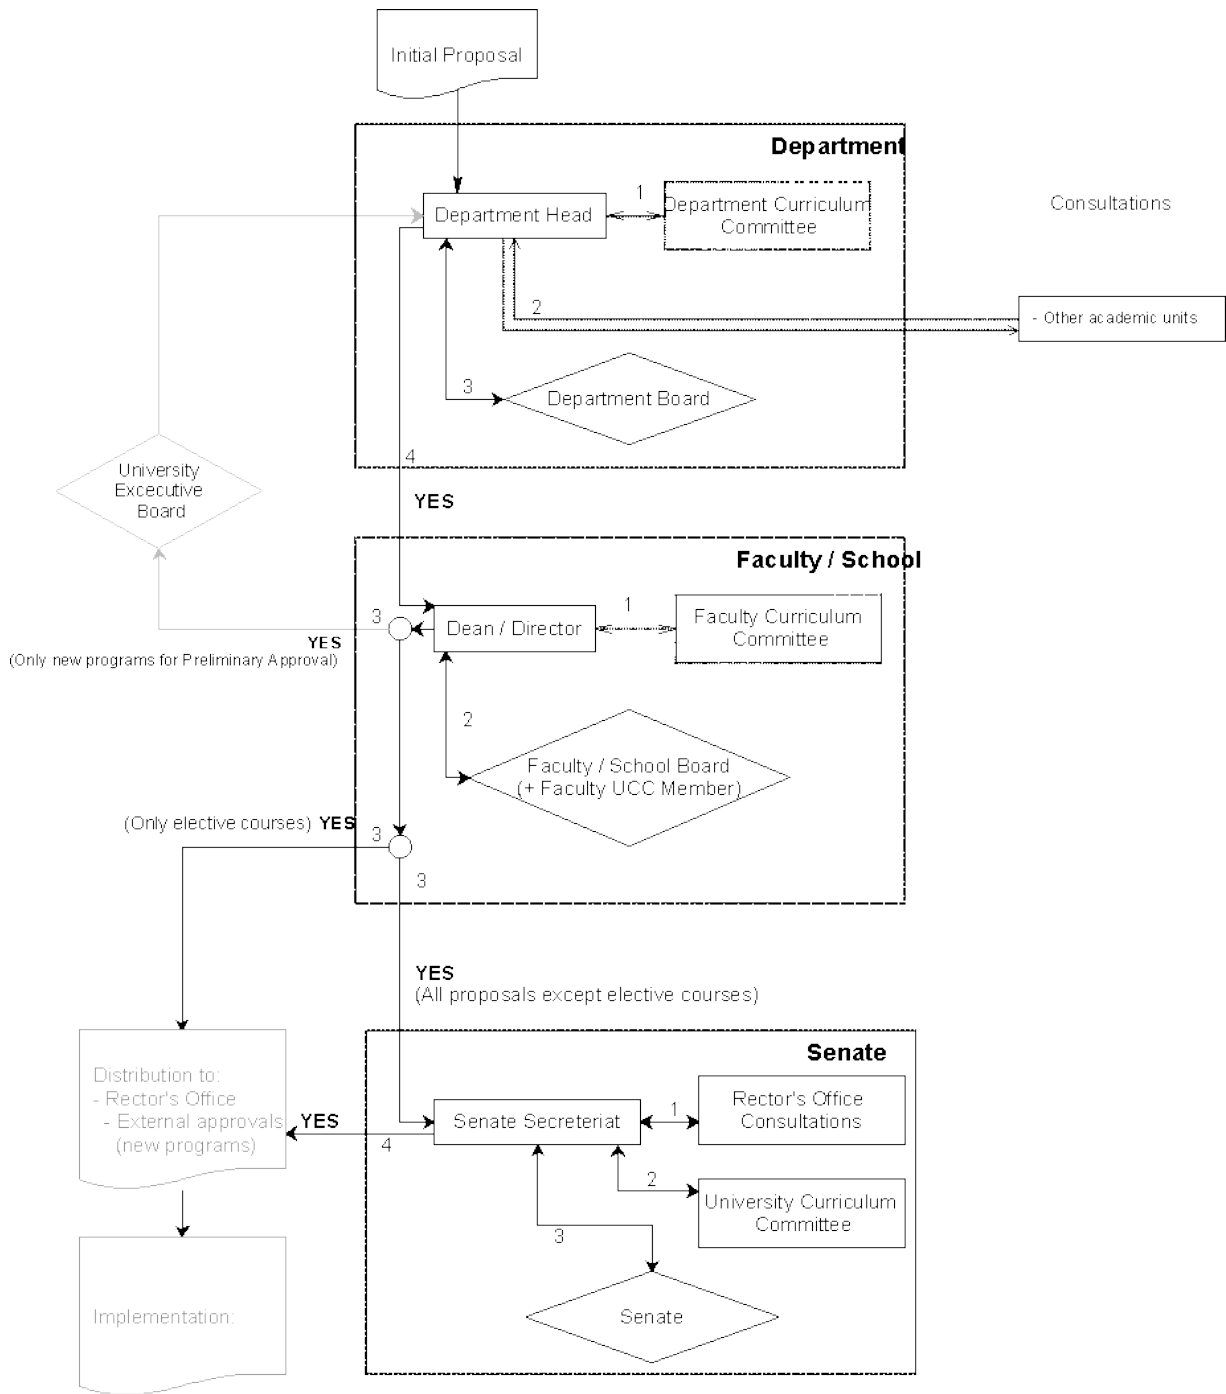 Initial Proposal
Department
Department Head
1
Department Curriculum
Committee
Consultations
2
- Other academic units
3
Department Board
4
YES
University
Excecutive
Board
Faculty / School
3
Dean / Director
1
Faculty Curriculum
Committee
YES
(Only new programs for Preliminary Approval)
2
Faculty / School Board
(+ Faculty UCC Member)
(Only elective courses) YES
3
3
YES
(All proposals except elective courses)
Senate
Distribution to:
- Rector's Office
- External approvals
(new programs)
YES
4
Senate Secreteriat
1
Rector's Office
Consultations
2
University Curriculum
Committee
3
Senate
Implementation: